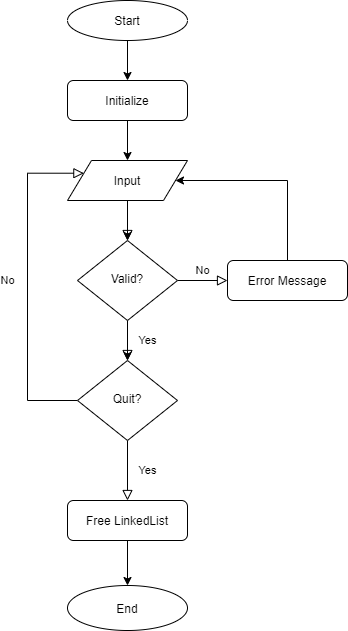 Start
Initialize
Input
Valid?
No
Error Message
No
Yes
Quit?
Yes
Free LinkedList
End